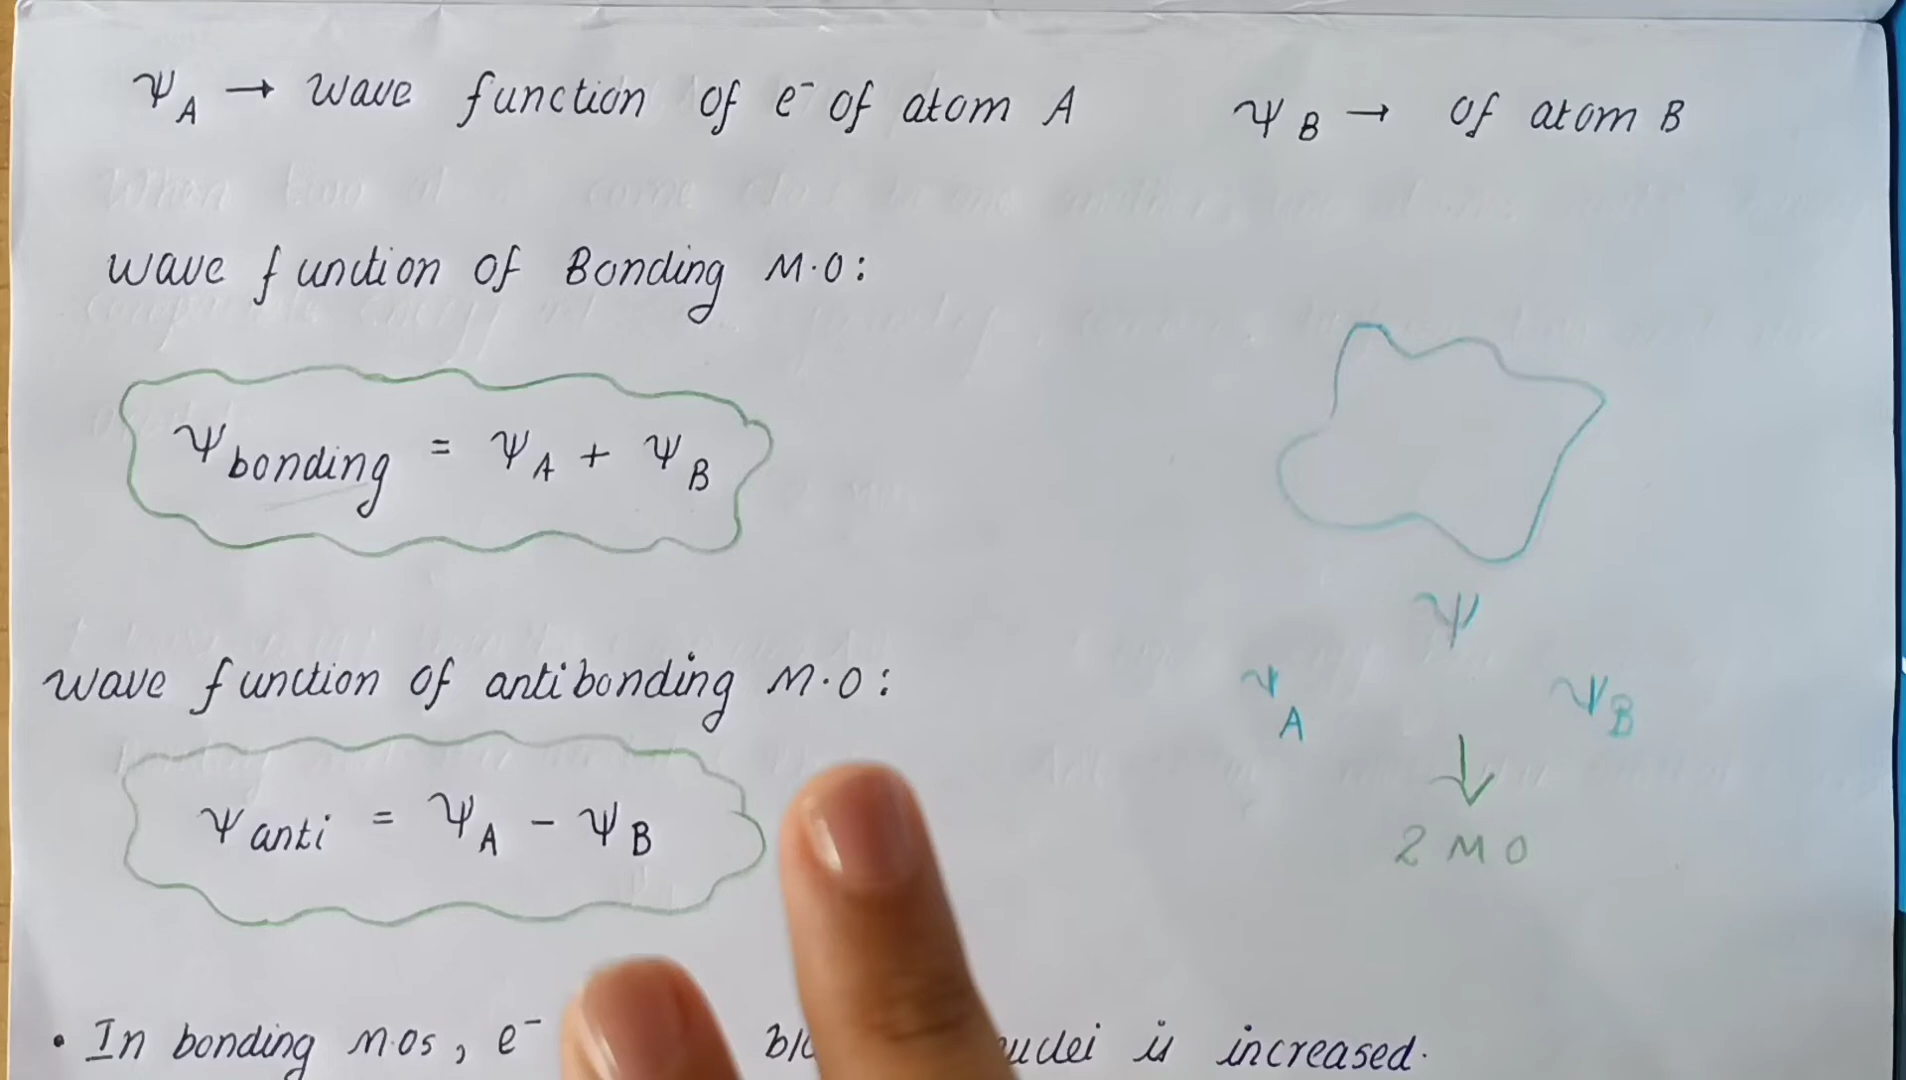 ψA → wave function of e⁻ of atom A ψB → of atom B
wave function of Bonding M.O:
ψbonding = ψA + ψB
ψ
wave function of antibonding M.O:
ψA ψB
ψanti = ψA - ψB
↓
2 MO
• In bonding M.Os, e⁻ is increased.